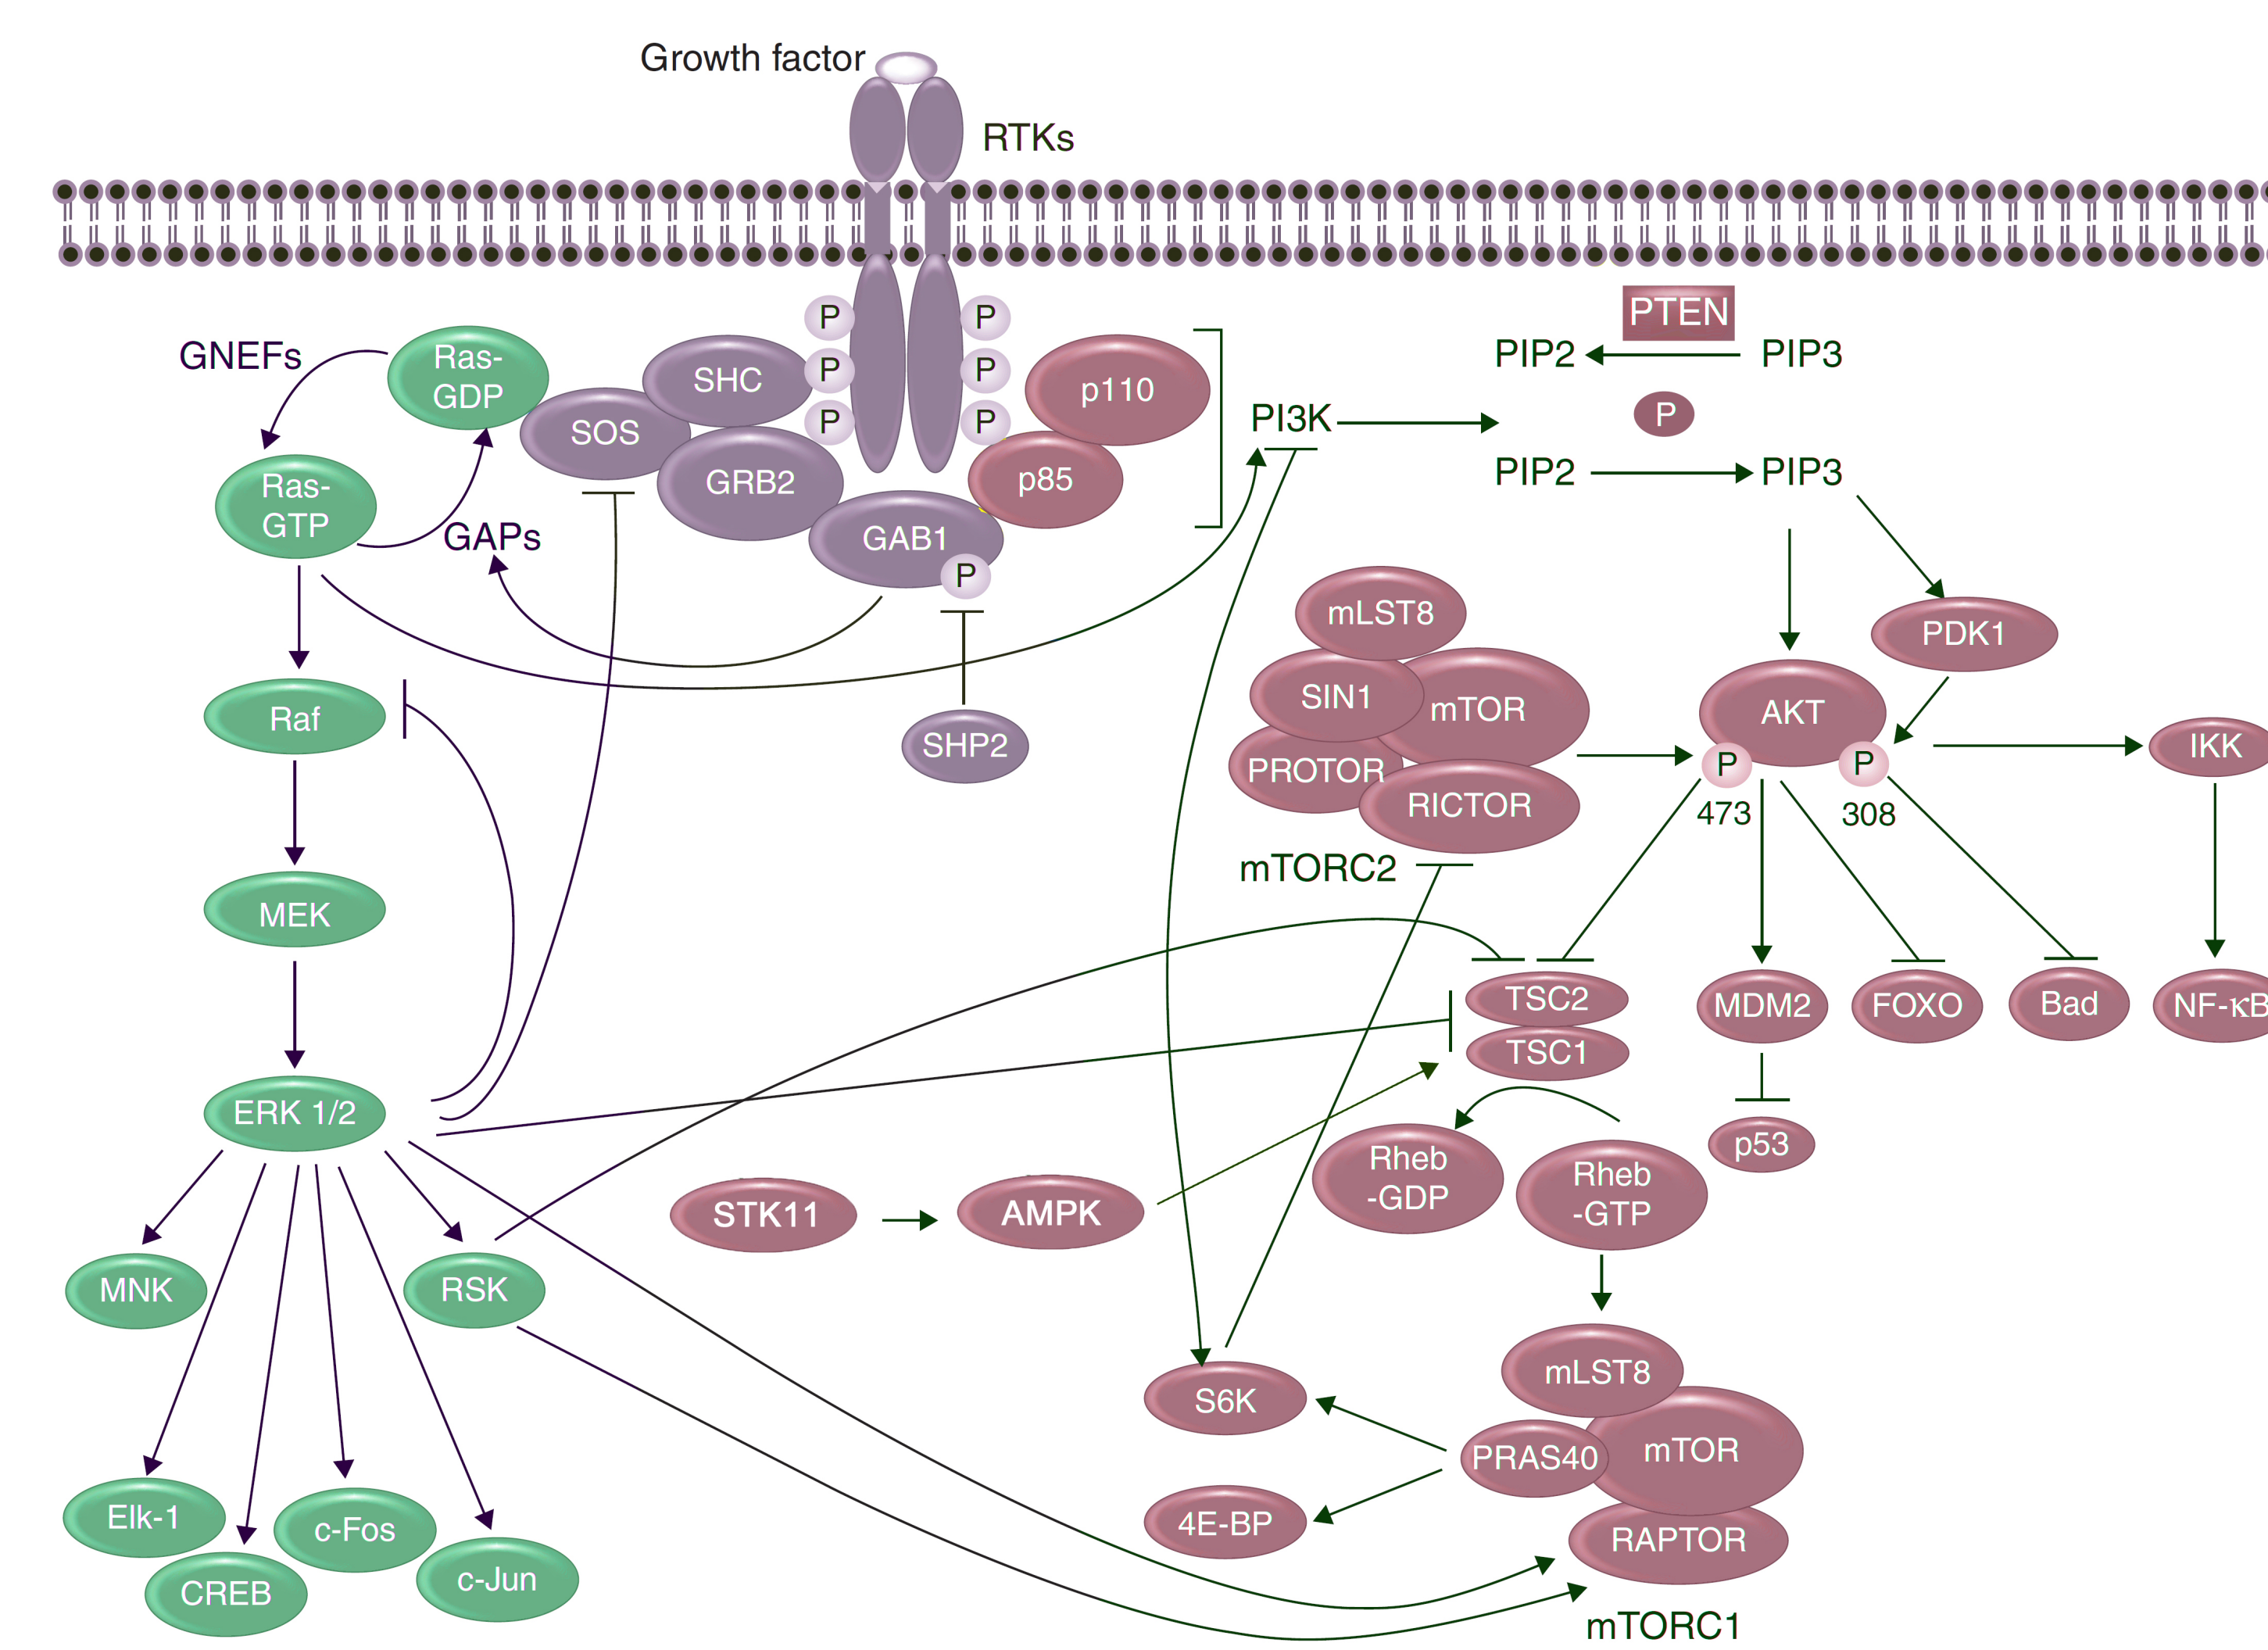 Growth factor
RTKs
PTEN
PIP2
PIP3
P
P
P
P
P
P
P
PI3K
PIP2
PIP3
GNEFs
Ras-
GDP
SOS
SHC
GRB2
GAB1
P
p110
p85
Ras-
GTP
GAPs
SHP2
Raf
MEK
ERK 1/2
MNK
RSK
Elk-1
CREB
c-Fos
c-Jun
mLST8
SIN1
mTOR
PROTOR
RICTOR
mTORC2
PDK1
AKT
P
P
473
308
IKK
TSC2
TSC1
MDM2
FOXO
Bad
NF-κB
p53
STK11
AMPK
Rheb
-GDP
Rheb
-GTP
S6K
4E-BP
mLST8
PRAS40
mTOR
RAPTOR
mTORC1